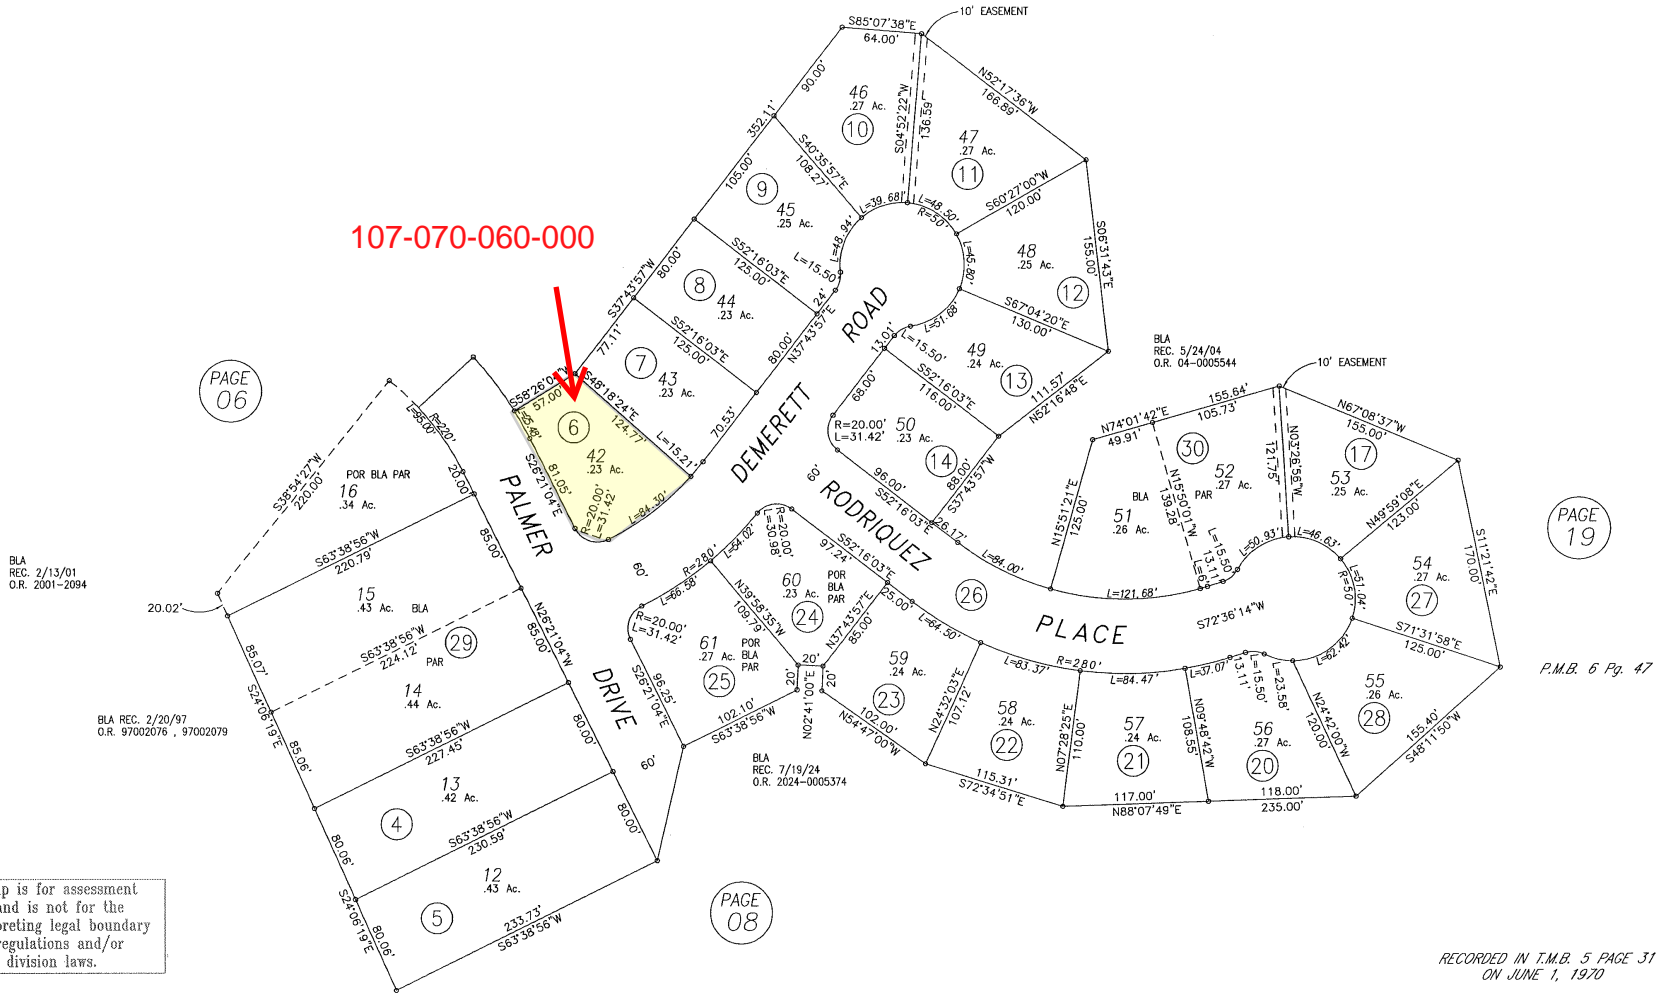 S85°07'38"E
64.00'
10' EASEMENT
90.00'
352.11'
46
.27 Ac.
10
S04°52'22"W
136.59'
N52°17'36"W
166.89'
47
.27 Ac.
11
S40°35'57"E
108.27'
105.00'
9
45
.25 Ac.
L=39.68'
L=48.50'
R=50'
S60°27'00"W
120.00'
L=48.94'
L=15.50'
L=45.80'
48
.25 Ac.
12
S06°31'43"E
155.00'
107-070-060-000
S37°43'57"W
80.00'
S52°16'03"E
125.00'
8
44
.23 Ac.
24'
N37°43'57"E
80.00'
ROAD
L=51.68'
S67°04'20"E
130.00'
13.01'
L=15.50'
49
.24 Ac.
13
111.57'
N52°16'48"E
S52°16'03"E
116.00'
77.11'
S52°16'03"E
125.00'
7
43
.23 Ac.
70.53'
DEMERETT
68.00'
R=20.00'
L=31.42'
50
.23 Ac.
14
88.00'
S37°43'57"W
96.00'
S52°16'03"E
26.17'
60'
BLA
REC. 5/24/04
O.R. 04-0005544
10' EASEMENT
PAGE
06
S58°26'04"W
57.00'
S48°18'24"E
124.77'
L=15.21'
6
42
.23 Ac.
S26°21'04"E
81.05'
R=20.00'
L=31.42'
L=84.30'
R=220'
L=95.00'
20.00'
S38°54'27"W
220.00'
POR BLA PAR
16
.34 Ac.
PALMER
RODRIQUEZ
155.64'
N74°01'42"E
105.73'
49.91'
30
52
.27 Ac.
121.75'
N03°26'56"W
N67°08'37"W
155.00'
17
53
.25 Ac.
N49°59'08"E
123.00'
BLA
PAR
51
.26 Ac.
N15°50'01"W
139.28'
N15°51'21"E
125.00'
L=15.50'
13.11'
L=6'
L=50.93'
L=46.63'
L=51.04'
R=50'
54
.27 Ac.
27
S11°21'42"E
170.00'
PAGE
19
BLA
REC. 2/13/01
O.R. 2001-2094
20.02'
S63°38'56"W
220.79'
85.00'
15
.43 Ac.
BLA
S63°38'56"W
224.12'
29
PAR
14
.44 Ac.
85.07'
S24°06'19"E
85.06'
N26°21'04"W
85.00'
60'
L=66.58'
R=280'
L=54.02'
R=20.00'
L=30.98'
S52°16'03"E
97.24'
60
.23 Ac.
POR
BLA
PAR
24
N39°58'35"W
109.79'
N37°43'57"E
85.00'
25.00'
26
L=84.00'
L=121.68'
S72°36'14"W
PLACE
L=64.50'
R=20.00'
L=31.42'
61
.27 Ac.
POR
BLA
PAR
25
96.25'
S26°21'04"E
20'
20'
20'
N02°41'00"E
102.10'
S63°38'56"W
59
.24 Ac.
23
102.00'
N54°47'00"W
N24°32'03"E
107.12'
L=83.37'
R=280'
L=84.47'
L=37.07'
13.11'
L=15.50'
L=23.58'
L=62.42'
S71°31'58"E
125.00'
P.M.B. 6 Pg. 47
55
.26 Ac.
28
155.40'
S48°11'50"W
N24°42'00"W
120.00'
56
.27 Ac.
20
N09°48'42"W
108.55'
57
.24 Ac.
21
58
.24 Ac.
22
N07°28'25"E
110.00'
115.31'
S72°34'51"E
117.00'
N88°07'49"E
118.00'
235.00'
BLA REC. 2/20/97
O.R. 97002076 , 97002079
S63°38'56"W
227.45'
80.00'
DRIVE
60'
BLA
REC. 7/19/24
O.R. 2024-0005374
13
.42 Ac.
4
80.06'
S63°38'56"W
230.59'
80.00'
12
.43 Ac.
5
S24°06'19"E
80.06'
233.73'
S63°38'56"W
PAGE
08
p is for assessment
and is not for the
preting legal boundary
regulations and/or
division laws.
RECORDED IN T.M.B. 5 PAGE 31
ON JUNE 1, 1970